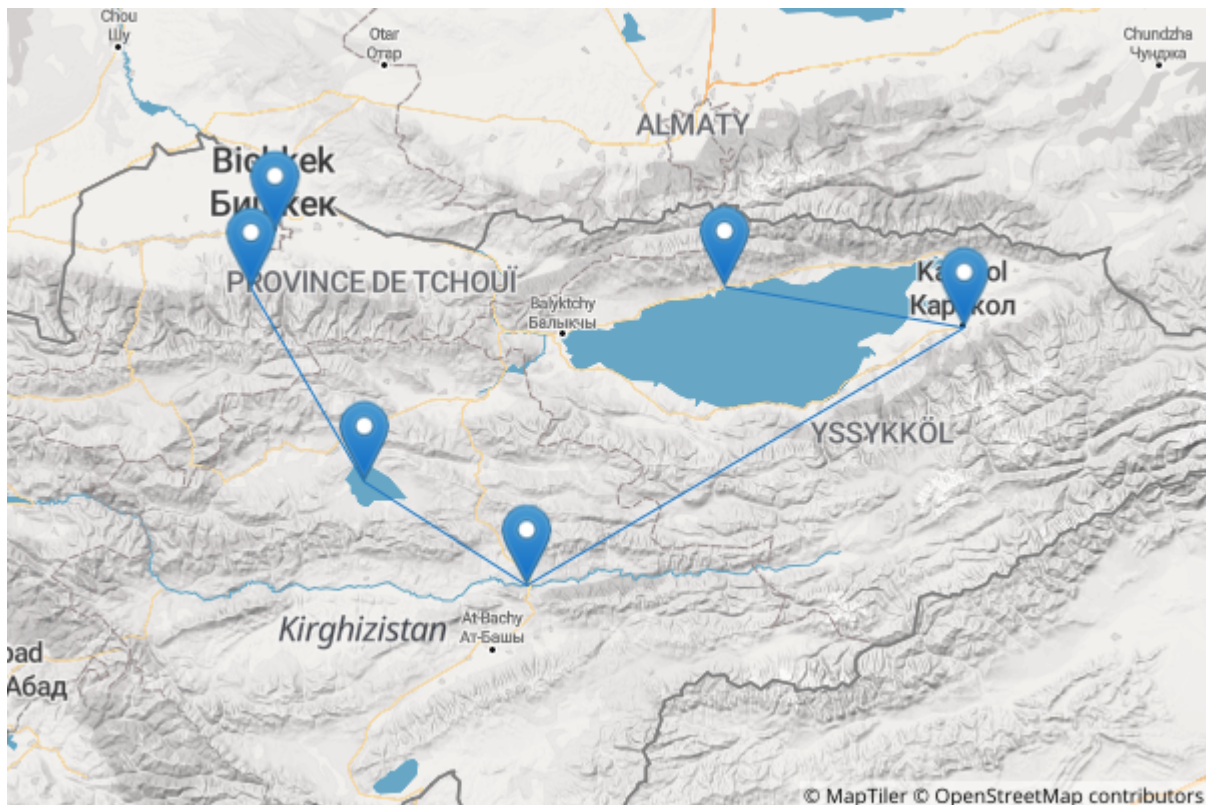 Chou
Шу
Otar
Отар
Chundzha
Чунджа
ALMATY
PROVINCE DE TCHOUÏ
Balyktchy
Балыкчы
YSSYKKÖL
Kirghizistan
At-Bachy
Ат-Башы
Абад
© MapTiler © OpenStreetMap contributors